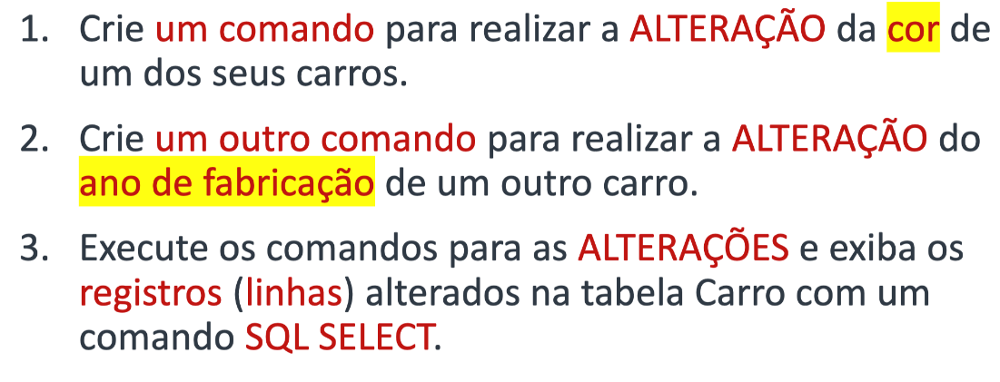 1. Crie um comando para realizar a ALTERAÇÃO da cor de
um dos seus carros.
2. Crie um outro comando para realizar a ALTERAÇÃO do
ano de fabricação de um outro carro.
3. Execute os comandos para as ALTERAÇÕES e exiba os
registros (linhas) alterados na tabela Carro com um
comando SQL SELECT.